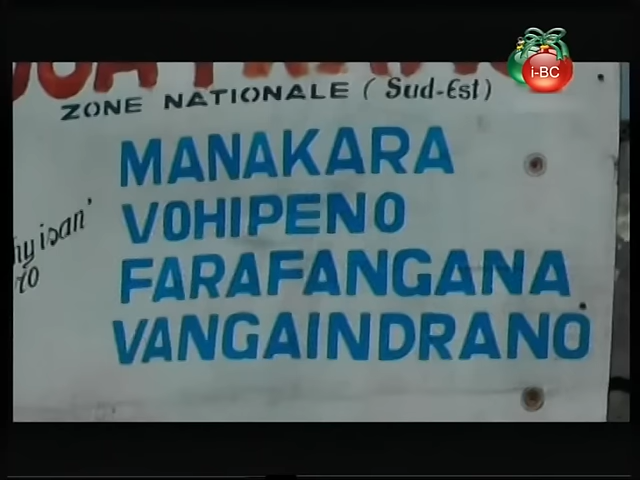 i-BC
ZONE NATIONALE (Sud-Est)
MANAKARA
VOHIPENO
FARAFANGANA
VANGAINDRANO